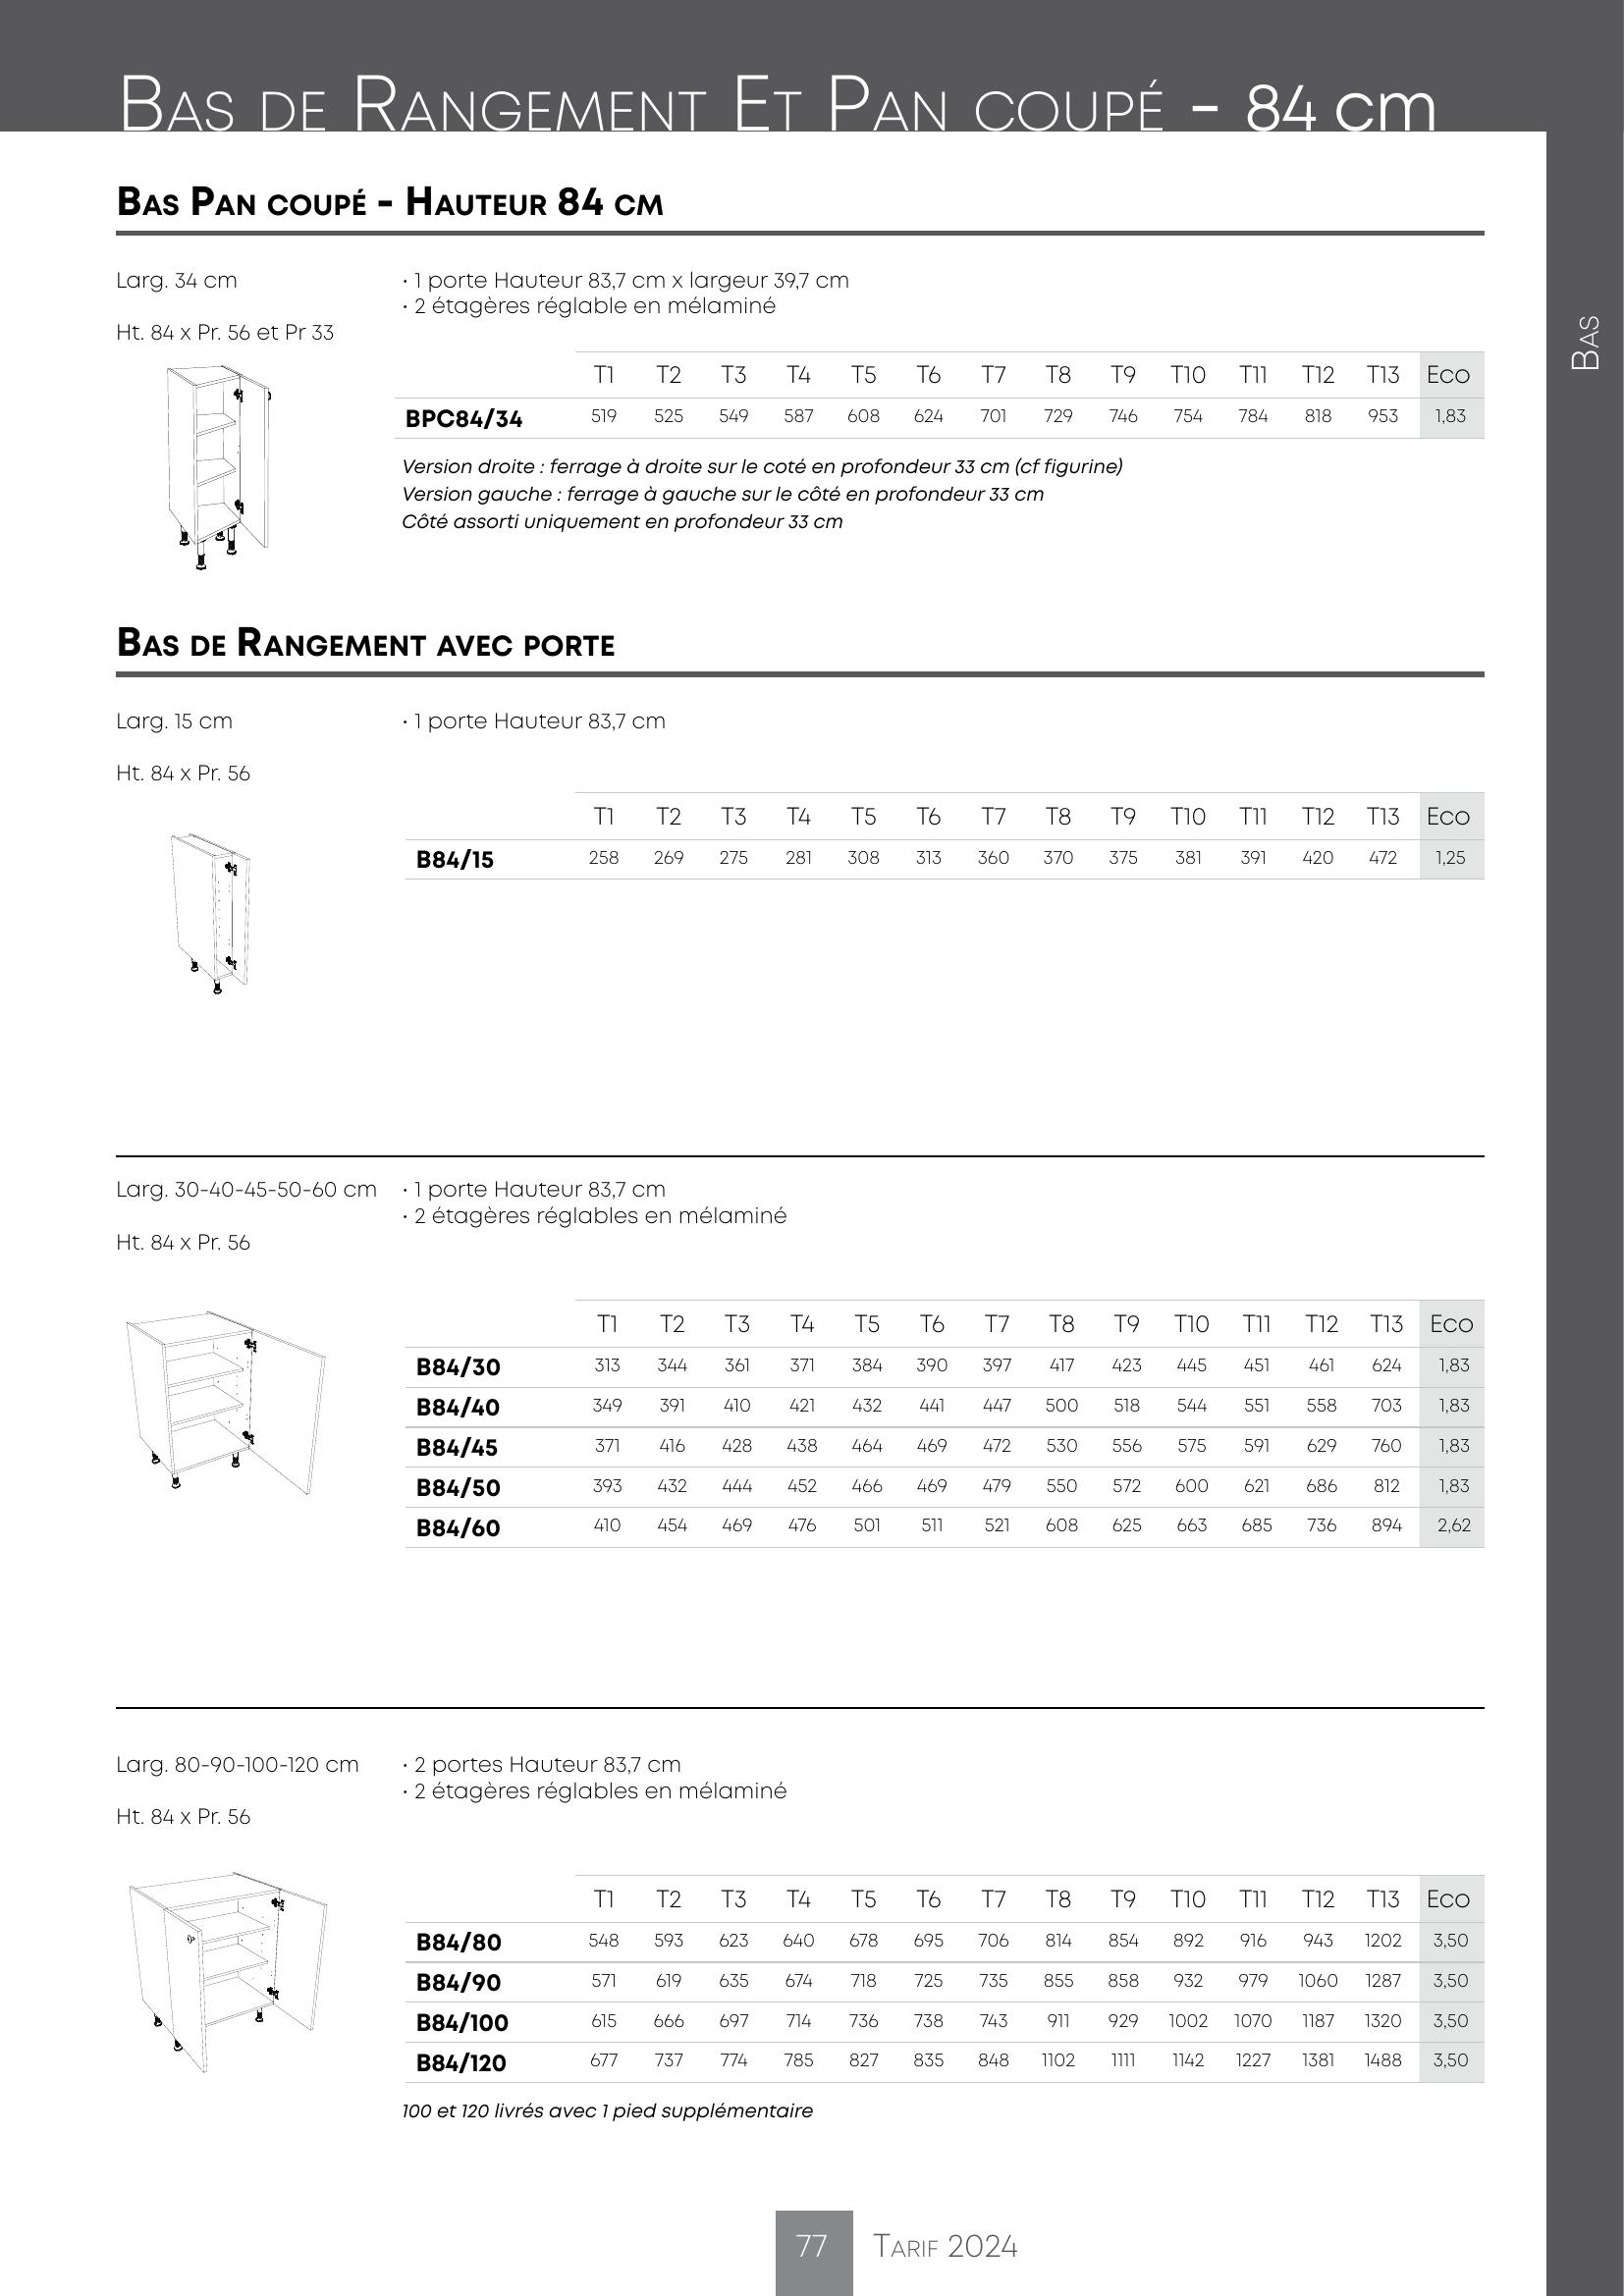 Bas de Rangement Et Pan coupé - 84 cm
Bas
Bas Pan coupé - Hauteur 84 cm
Larg. 34 cm
Ht. 84 x Pr. 56 et Pr 33
· 1 porte Hauteur 83,7 cm x largeur 39,7 cm
· 2 étagères réglable en mélaminé
T1 T2 T3 T4 T5 T6 T7 T8 T9 T10 T11 T12 T13 Eco
BPC84/34 519 525 549 587 608 624 701 729 746 754 784 818 953 1,83
Version droite : ferrage à droite sur le coté en profondeur 33 cm (cf figurine)
Version gauche : ferrage à gauche sur le côté en profondeur 33 cm
Côté assorti uniquement en profondeur 33 cm
Bas de Rangement avec porte
Larg. 15 cm
Ht. 84 x Pr. 56
· 1 porte Hauteur 83,7 cm
T1 T2 T3 T4 T5 T6 T7 T8 T9 T10 T11 T12 T13 Eco
B84/15 258 269 275 281 308 313 360 370 375 381 391 420 472 1,25
Larg. 30-40-45-50-60 cm
Ht. 84 x Pr. 56
· 1 porte Hauteur 83,7 cm
· 2 étagères réglables en mélaminé
T1 T2 T3 T4 T5 T6 T7 T8 T9 T10 T11 T12 T13 Eco
B84/30 313 344 361 371 384 390 397 417 423 445 451 461 624 1,83
B84/40 349 391 410 421 432 441 447 500 518 544 551 558 703 1,83
B84/45 371 416 428 438 464 469 472 530 556 575 591 629 760 1,83
B84/50 393 432 444 452 466 469 479 550 572 600 621 686 812 1,83
B84/60 410 454 469 476 501 511 521 608 625 663 685 736 894 2,62
Larg. 80-90-100-120 cm
Ht. 84 x Pr. 56
· 2 portes Hauteur 83,7 cm
· 2 étagères réglables en mélaminé
T1 T2 T3 T4 T5 T6 T7 T8 T9 T10 T11 T12 T13 Eco
B84/80 548 593 623 640 678 695 706 814 854 892 916 943 1202 3,50
B84/90 571 619 635 674 718 725 735 855 858 932 979 1060 1287 3,50
B84/100 615 666 697 714 736 738 743 911 929 1002 1070 1187 1320 3,50
B84/120 677 737 774 785 827 835 848 1102 1111 1142 1227 1381 1488 3,50
100 et 120 livrés avec 1 pied supplémentaire
77 Tarif 2024